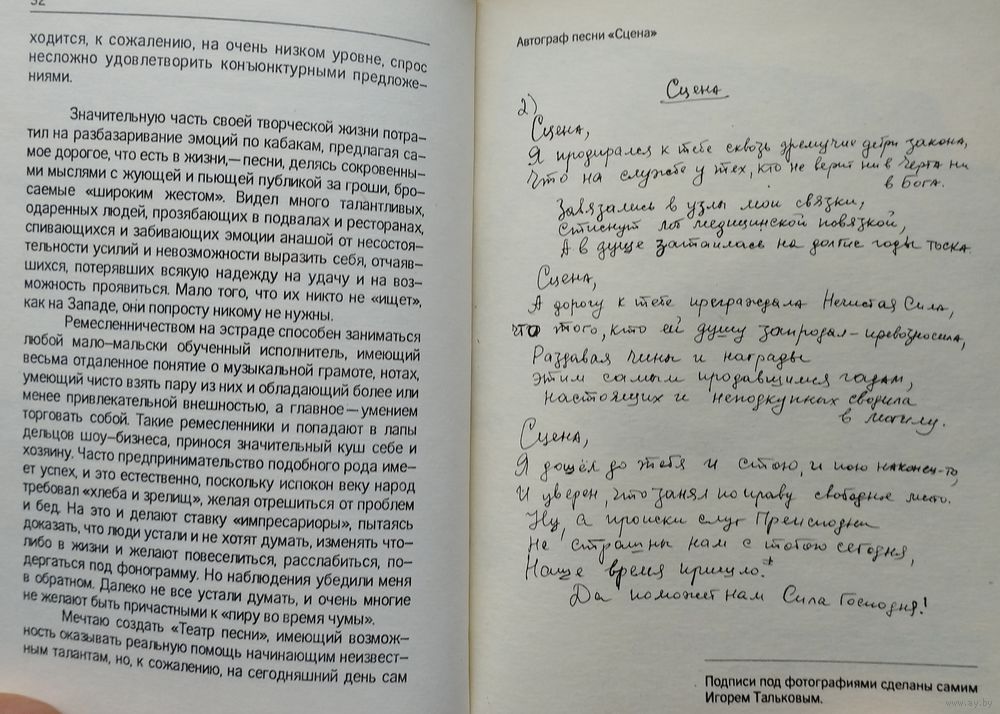 32
ходится, к сожалению, на очень низком уровне, спрос
несложно удовлетворить конъюнктурными предложе-
ниями.
Значительную часть своей творческой жизни потра-
тил на разбазаривание эмоций по кабакам, предлагая са-
мое дорогое, что есть в жизни,—песни, делясь сокровенны-
ми мыслями с жующей и пьющей публикой за гроши, бро-
саемые «широким жестом». Видел много талантливых,
одаренных людей, прозябающих в подвалах и ресторанах,
спивающихся и забивающих эмоции анашой от несостоя-
тельности усилий и невозможности выразить себя, отчаяв-
шихся, потерявших всякую надежду на удачу и на воз-
можность проявиться. Мало того, что их никто не «ищет»,
как на Западе, они попросту никому не нужны.
Ремесленничеством на эстраде способен заниматься
любой мало–мальски обученный исполнитель, имеющий
весьма отдаленное понятие о музыкальной грамоте, нотах,
умеющий чисто взять пару из них и обладающий более или
менее привлекательной внешностью, а главное—умением
торговать собой. Такие ремесленники и попадают в лапы
дельцов шоу–бизнеса, принося значительный куш себе и
хозяину. Часто предпринимательство подобного рода име-
ет успех, и это естественно, поскольку испокон веку народ
требовал «хлеба и зрелищ», желая отрешиться от проблем
и бед. На это и делают ставку «импресариоры», пытаясь
доказать, что люди устали и не хотят думать, изменять что–
либо в жизни и желают повеселиться, расслабиться, по-
дергаться под фонограмму. Но наблюдения убедили меня
в обратном. Далеко не все устали думать, и очень многие
не желают быть причастными к «пиру во время чумы».
Мечтаю создать «Театр песни», имеющий возмож-
ность оказывать реальную помощь начинающим неизвест-
ным талантам, но, к сожалению, на сегодняшний день сам
Автограф песни «Сцена»
Сцена
2)
Сцена,
Я продирался к тебе сквозь дремучие дебри закона,
Что на службе у тех, кто не верит ни в Черта ни
в Бога.
Завязались в узлы мои связки,
Стиснут лоб медицинской повязкой,
А в душе затаилась на долгие годы тоска.
Сцена,
А дорогу к тебе преграждала Нечистая Сила,
того, кто ей душу запродал – превозносила,
Раздавая чины и награды
Этим самым продавшимся гадам,
Настоящих и неподкупных сводила
в могилу.
Сцена,
Я дошёл до тебя и стою, и пою наконец-то,
И уверен, что занял по праву свободное место.
Ну, а происки слуг Преисподни
Не страшны нам с тобою сегодня,
Наше время пришло.*
Да поможет нам Сила Господня!
Подписи под фотографиями сделаны самим
Игорем Тальковым.
www.ay.by